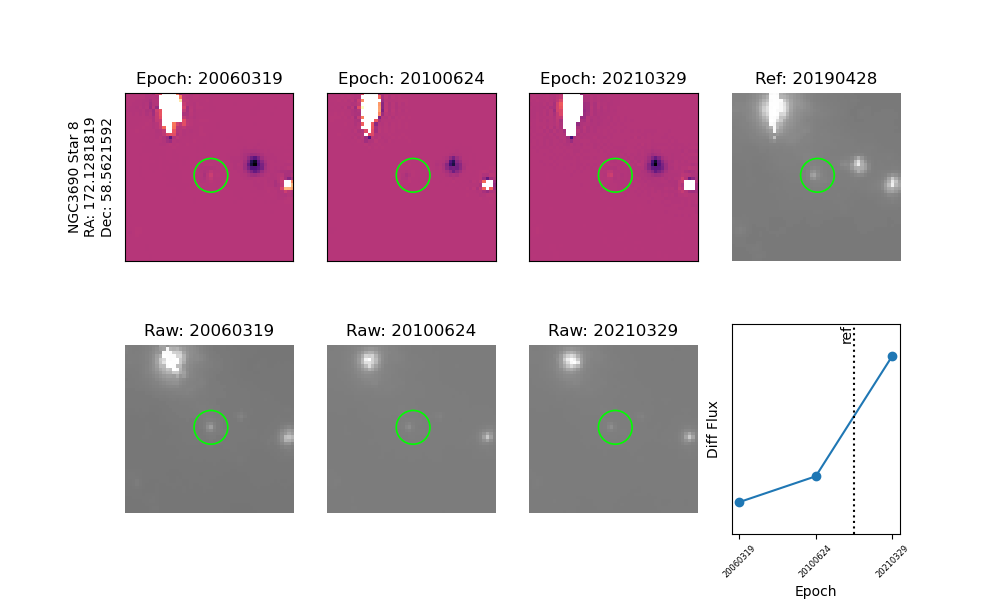 Epoch: 20060319
Epoch: 20100624
Epoch: 20210329
Ref: 20190428
NGC3690 Star 8
RA: 172.1281819
Dec: 58.5621592
Raw: 20060319
Raw: 20100624
Raw: 20210329
ref
Diff Flux
20060319
20100624
20210329
Epoch